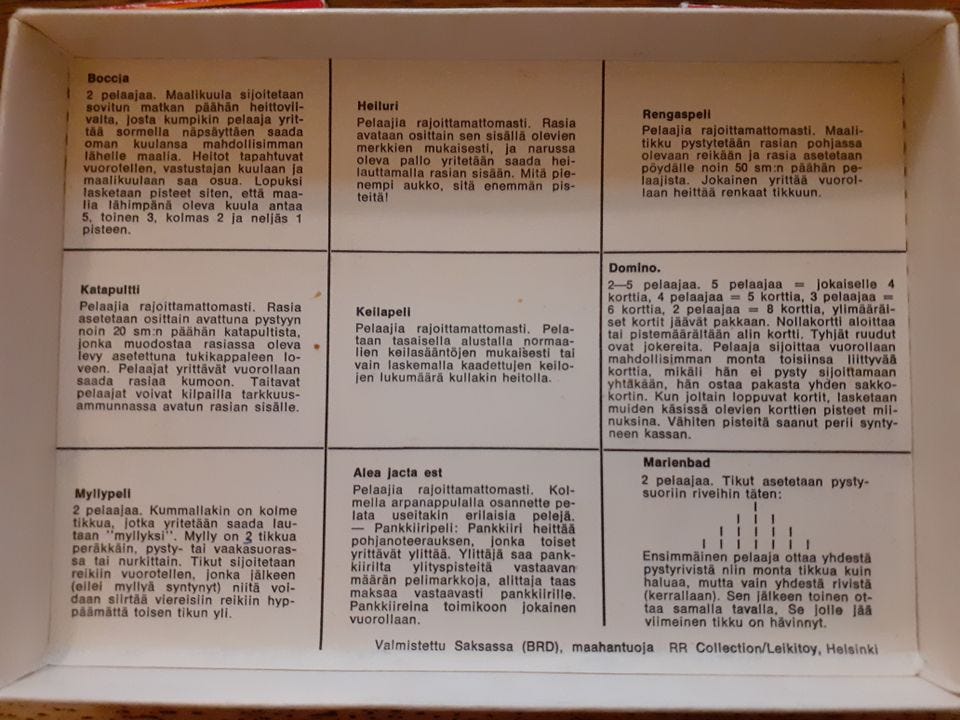 Boccia
2 pelaajaa. Maalikuula sijoitetaan
sovitun matkan päähän heittovii-
valta, josta kumpikin pelaaja yrit-
tää sormella näpsäyttäen saada
oman kuulansa mahdollisimman
lähelle maalia. Heitot tapahtuvat
vuorotellen, vastustajan kuulaan ja
maalikuulaan saa osua. Lopuksi
lasketaan pisteet siten, että maa-
lia lähimpänä oleva kuula antaa
5, toinen 3, kolmas 2 ja neljäs 1
pisteen.
Heiluri
Pelaajia rajoittamattomasti. Rasia
avataan osittain sen sisällä olevien
merkkien mukaisesti, ja narussa
oleva pallo yritetään saada hei-
lauttamalla rasian sisään. Mitä pie-
nempi aukko, sitä enemmän pis-
teitä!
Rengaspeli
Pelaajia rajoittamattomasti. Maali-
tikku pystytetään rasian pohjassa
olevaan reikään ja rasia asetetaan
pöydälle noin 50 sm:n päähän pe-
laajista. Jokainen yrittää vuorol-
laan heittää renkaat tikkuun.
Katapultti
Pelaajia rajoittamattomasti. Rasia
asetetaan osittain avattuna pystyyn
noin 20 sm:n päähän katapultista,
jonka muodostaa rasiassa oleva
levy asetettuna tukikappaleen lo-
veen. Pelaajat yrittävät vuorollaan
saada rasiaa kumoon. Taitavat
pelaajat voivat kilpailla tarkkuus-
ammunnassa avatun rasian sisälle.
Keilapeli
Pelaajia rajoittamattomasti. Pela-
taan tasaisella alustalla normaa-
lien keilasääntöjen mukaisesti tai
vain laskemalla kaadettujen keilo-
jen lukumäärä kullakin heitolla.
Domino.
2—5 pelaajaa. 5 pelaajaa = jokaiselle 4
korttia, 4 pelaajaa = 5 korttia, 3 pelaajaa =
6 korttia, 2 pelaajaa = 8 korttia, ylimääräi-
set kortit jäävät pakkaan. Nollakortti aloittaa
tai pistemäärältään alin kortti. Tyhjät ruudut
ovat jokereita. Pelaaja sijoittaa vuorollaan
mahdollisimman monta toisiinsa liittyvää
korttia, mikäli hän ei pysty sijoittamaan
yhtäkään, hän ostaa pakasta yhden sakko-
kortin. Kun joltain loppuvat kortit, lasketaan
muiden käsissä olevien korttien pisteet mii-
nuksina. Vähiten pisteitä saanut perii synty-
neen kassan.
Myllypeli
2 pelaajaa. Kummallakin on kolme
tikkua, jotka yritetään saada lau-
taan "myllyksi". Mylly on 2 tikkua
peräkkäin, pysty- tai vaakasuoras-
sa tai nurkittain. Tikut sijoitetaan
reikiin vuorotellen, jonka jälkeen
(ellei myllyä syntynyt) niitä voi-
daan siirtää viereisiin reikiin hyp-
päämättä toisen tikun yli.
Alea jacta est
Pelaajia rajoittamattomasti. Kol-
mella arpanappulalla osannette pe-
lata useitakin erilaisia pelejä.
— Pankkiiripeli: Pankkiiri heittää
pohjanoteerauksen, jonka toiset
yrittävät ylittää. Ylittäjä saa pank-
kiirilta ylityspisteitä vastaavan
määrän pelimarkkoja, alittaja taas
maksaa vastaavasti pankkiirille.
Pankkiireina toimikoon jokainen
vuorollaan.
Marienbad
2 pelaajaa. Tikut asetetaan pysty-
suoriin riveihin täten:
Ensimmäinen pelaaja ottaa yhdestä
pystyrivistä niin monta tikkua kuin
haluaa, mutta vain yhdestä rivistä
(kerrallaan). Sen jälkeen toinen ot-
taa samalla tavalla, Se jolle jää
viimeinen tikku on hävinnyt.
Valmistettu Saksassa (BRD), maahantuoja RR Collection/Leikitoy, Helsinki